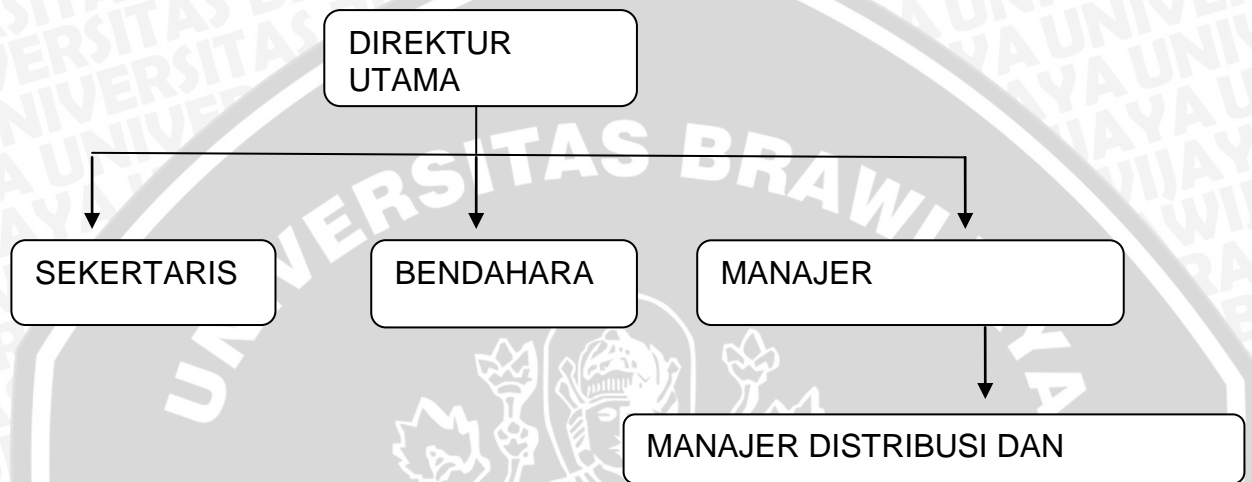 DIREKTUR
UTAMA
UNIVERSITAS BRAWIJAYA
SEKERTARIS
BENDAHARA
MANAJER
MANAJER DISTRIBUSI DAN